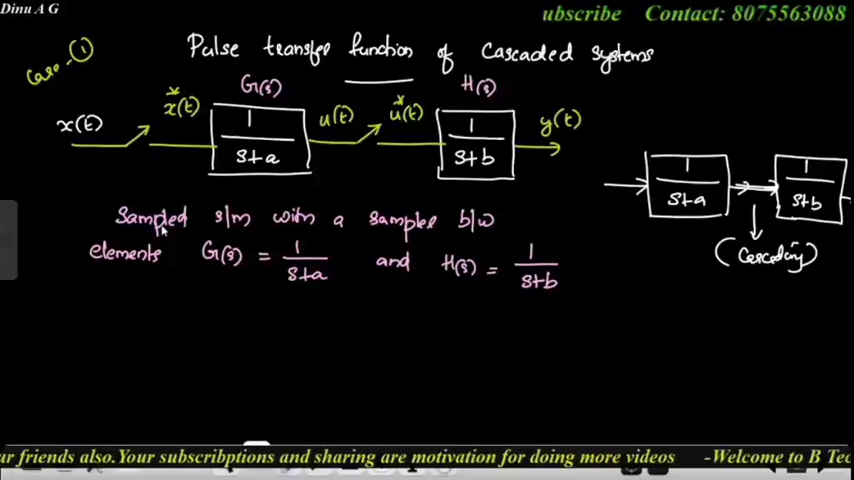 Dinu A G
ubscribe Contact: 8075563088
Case - ①
Pulse transfer function of Cascaded systems
G(s) H(s)
x(t) x*(t) 1/s+a u(t) u*(t) 1/s+b y(t)
1/s+a 1/s+b
(Cascading)
Sampled s/m with a sampler b/w
elements G(s) = 1/s+a and H(s) = 1/s+b
ur friends also.Your subscribptions and sharing are motivation for doing more videos -Welcome to B Tec